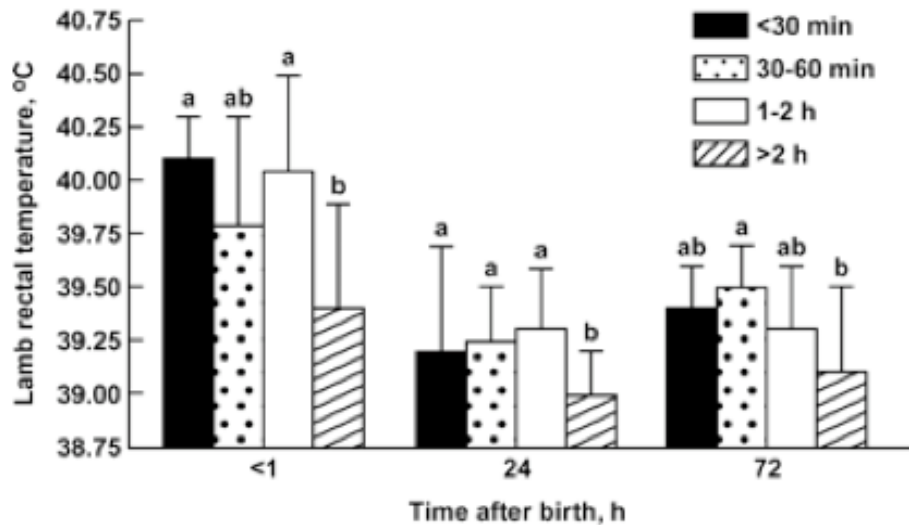 Lamb rectal temperature, ºC
40.75
40.50
40.25
40.00
39.75
39.50
39.25
39.00
38.75
<30 min
30-60 min
1-2 h
>2 h
a ab a b
a a a b
ab a ab b
<1 24 72
Time after birth, h